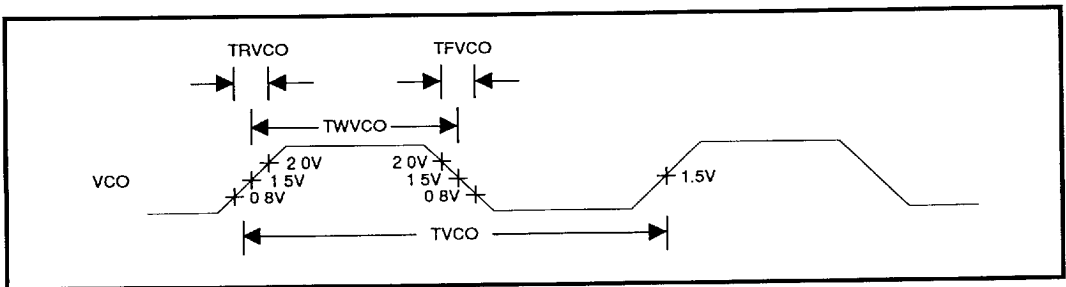 TRVCO TFVCO
TWVCO
VCO
2 0V
1 5V
0 8V
2 0V
1 5V
0 8V
1.5V
TVCO